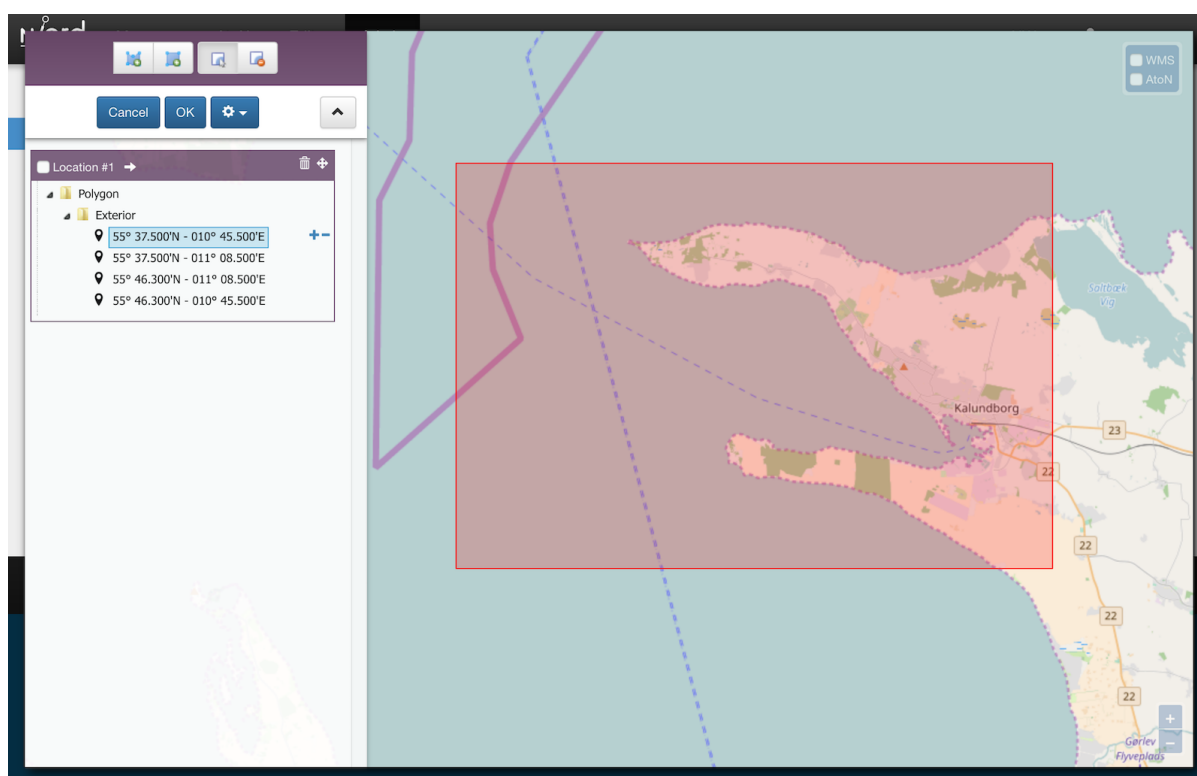 WMS
AtoN
Cancel
OK
Location #1
Polygon
Exterior
55° 37.500'N - 010° 45.500'E
55° 37.500'N - 011° 08.500'E
55° 46.300'N - 011° 08.500'E
55° 46.300'N - 010° 45.500'E
Saltbæk
Vig
Kalundborg
23
22
22
22
22
Gørlev
Flyveplads